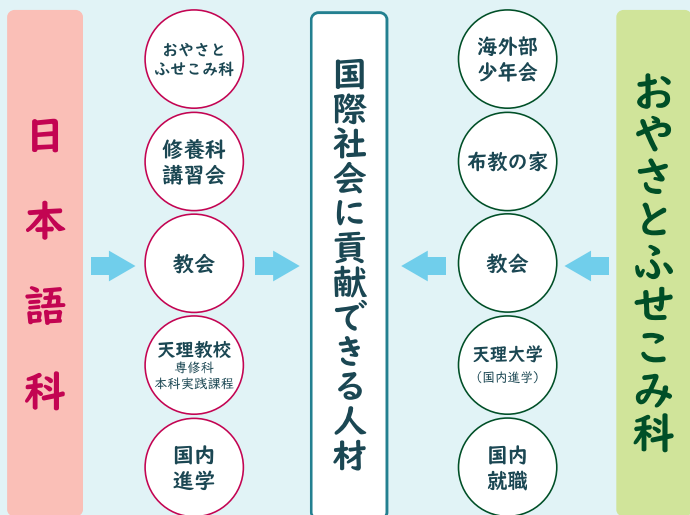 日本語科
おやさと
ふせこみ科
修養科
講習会
教会
天理教校
専修科
本科実践課程
国内
進学
国際社会に貢献できる人材
海外部
少年会
布教の家
教会
天理大学
（国内進学）
国内
就職
おやさとふせこみ科